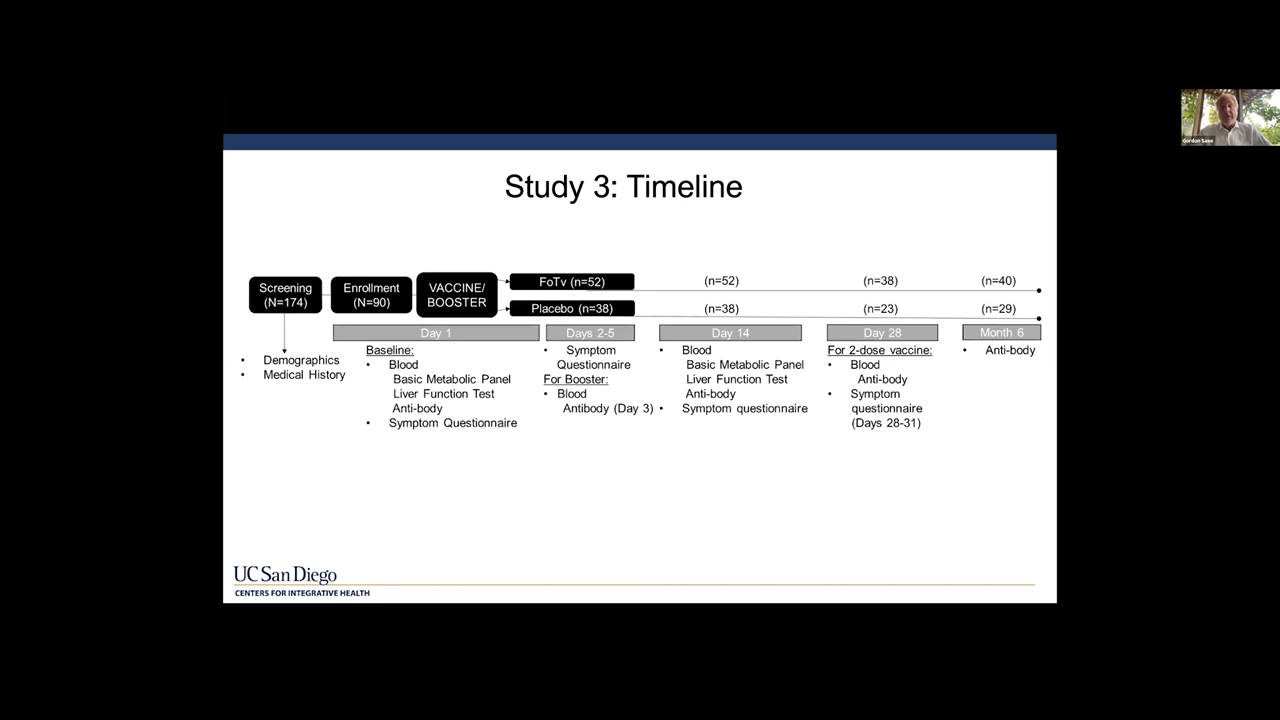 Gordon Saxe
Study 3: Timeline
Screening
(N=174)
Enrollment
(N=90)
VACCINE/
BOOSTER
FoTv (n=52)
(n=52)
(n=38)
(n=40)
Placebo (n=38)
(n=38)
(n=23)
(n=29)
Day 1
Days 2-5
Day 14
Day 28
Month 6
• Demographics
• Medical History
Baseline:
• Blood
Basic Metabolic Panel
Liver Function Test
Anti-body
• Symptom Questionnaire
• Symptom
Questionnaire
For Booster:
• Blood
Antibody (Day 3)
• Blood
Basic Metabolic Panel
Liver Function Test
Anti-body
• Symptom questionnaire
For 2-dose vaccine:
• Blood
Anti-body
• Symptom
questionnaire
(Days 28-31)
• Anti-body
UC San Diego
CENTERS FOR INTEGRATIVE HEALTH